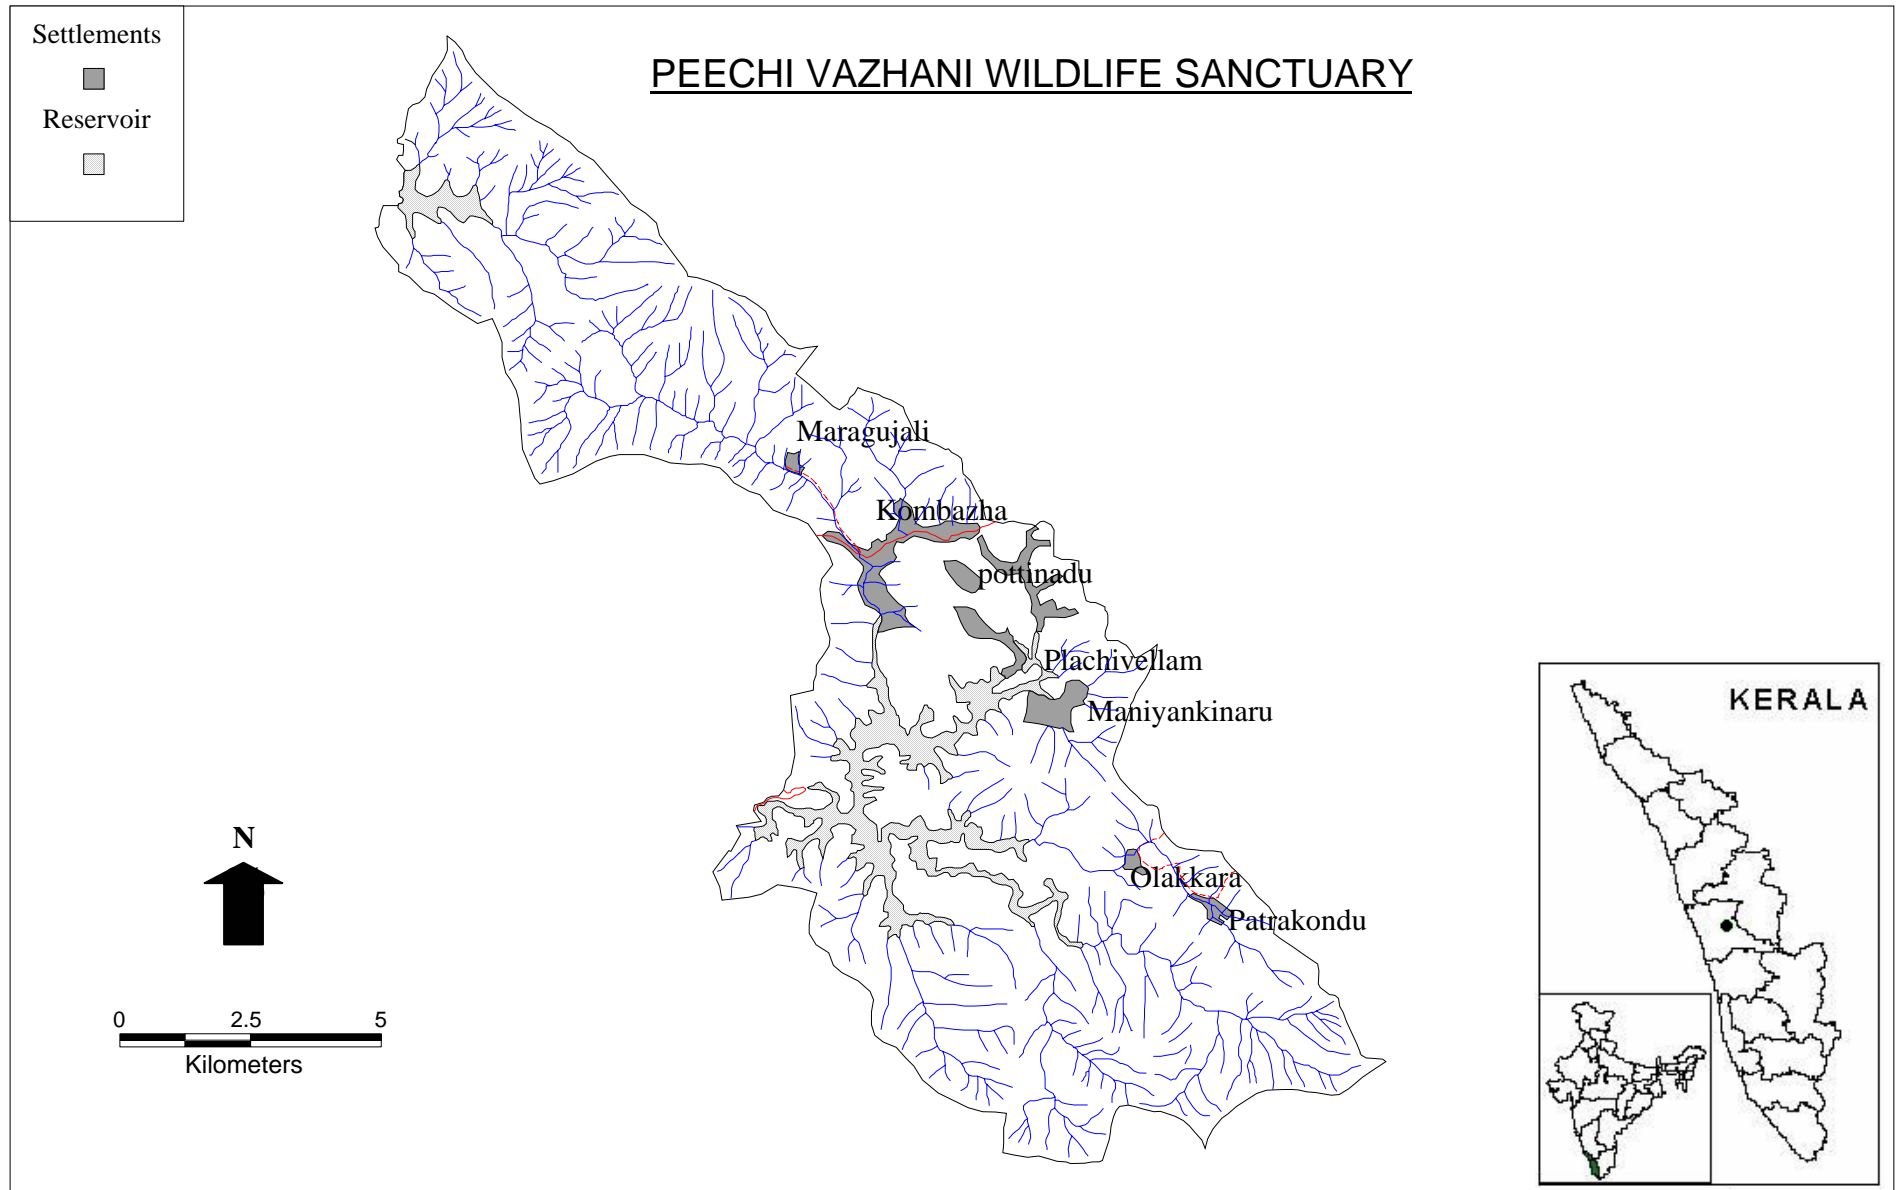 Settlements
Reservoir
PEECHI VAZHANI WILDLIFE SANCTUARY
Maragujali
Kombazha
pottinadu
Plachivellam
Maniyankinaru
Olakkara
Patrakondu
N
0 2.5 5
Kilometers
KERALA